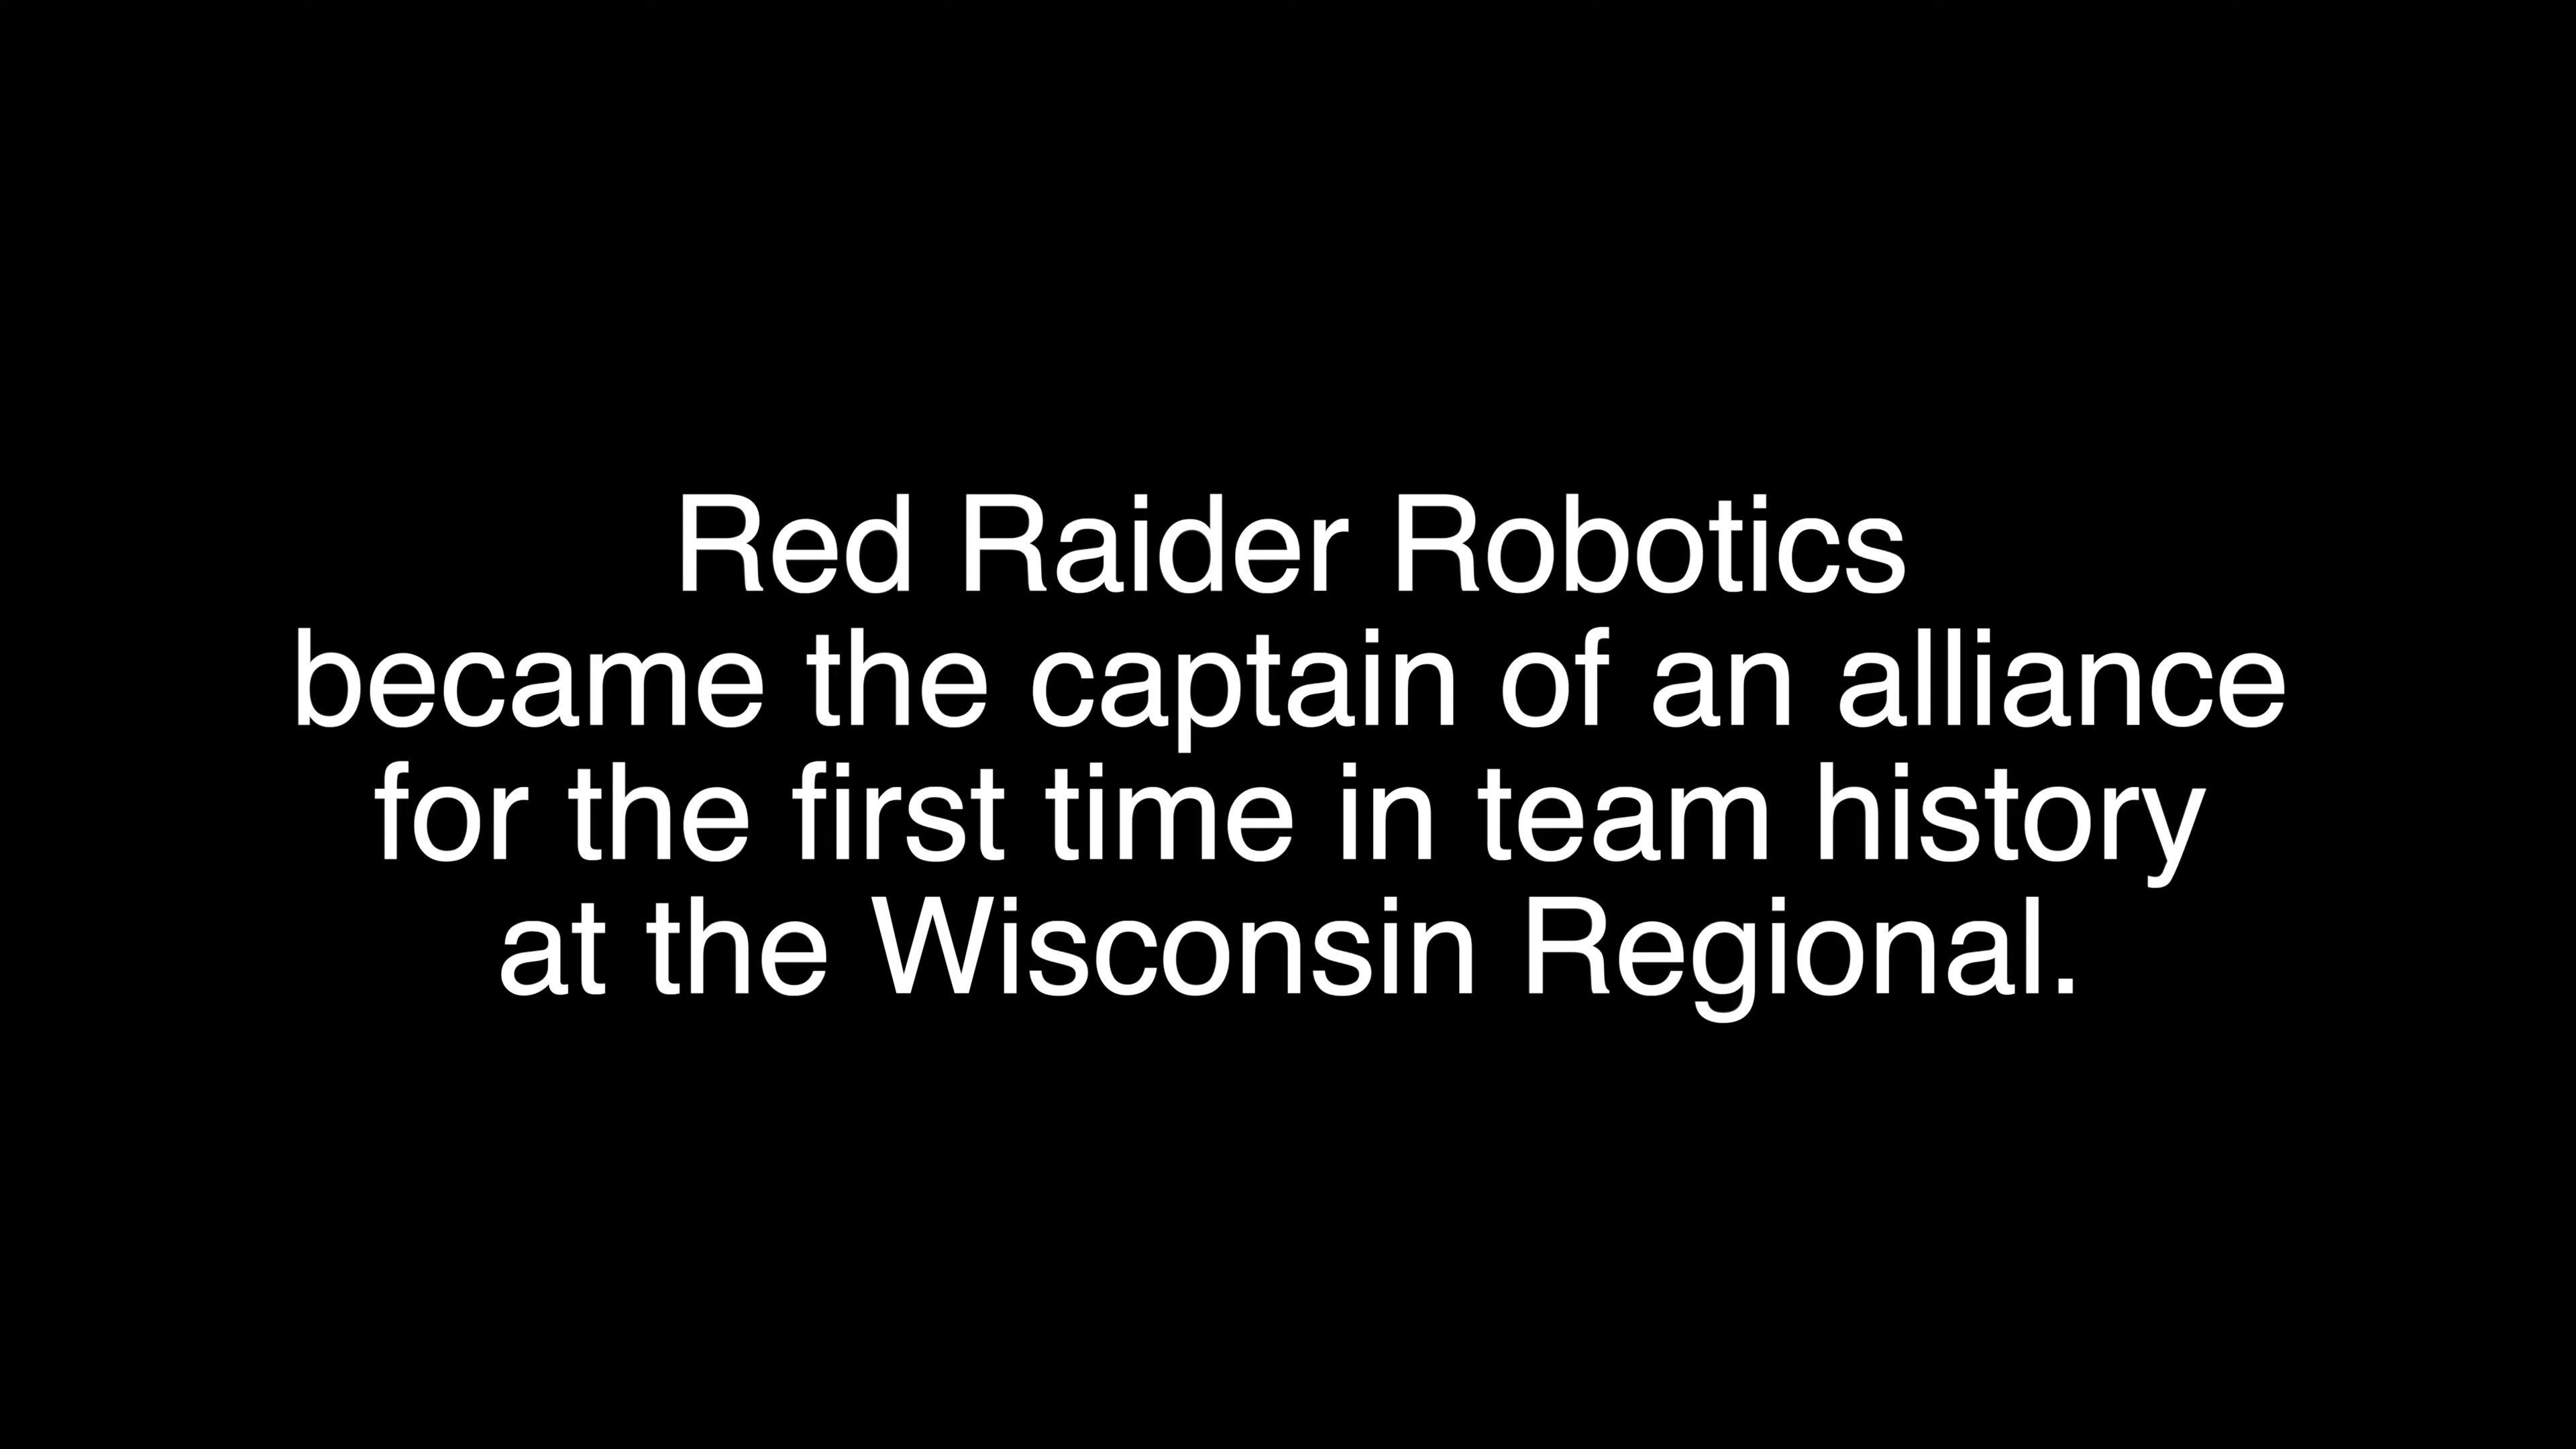 Red Raider Robotics
became the captain of an alliance
for the first time in team history
at the Wisconsin Regional.